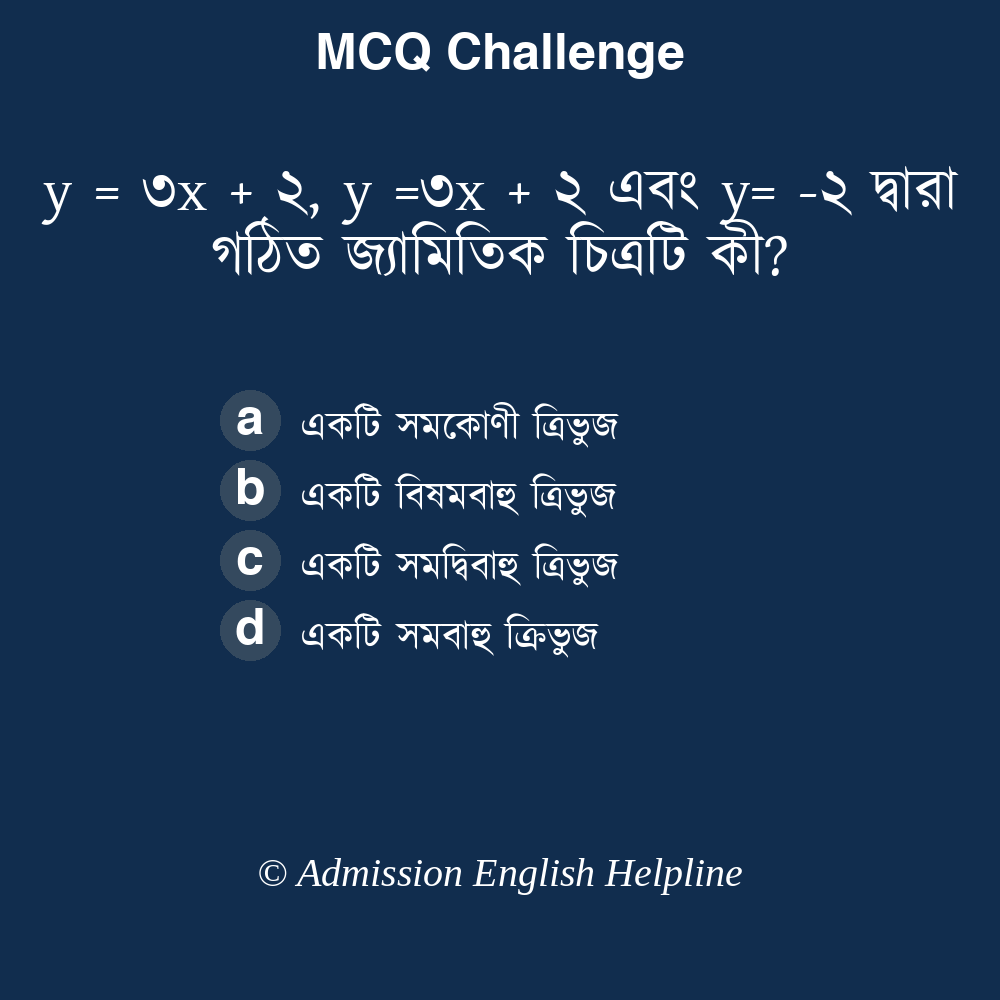 MCQ Challenge
y = ৩x + ২, y =৩x + ২ এবং y= -২ দ্বারা
গঠিত জ্যামিতিক চিত্রটি কী?
a একটি সমকোণী ত্রিভুজ
b একটি বিষমবাহু ত্রিভুজ
c একটি সমদ্বিবাহু ত্রিভুজ
d একটি সমবাহু ক্রিভুজ
© Admission English Helpline